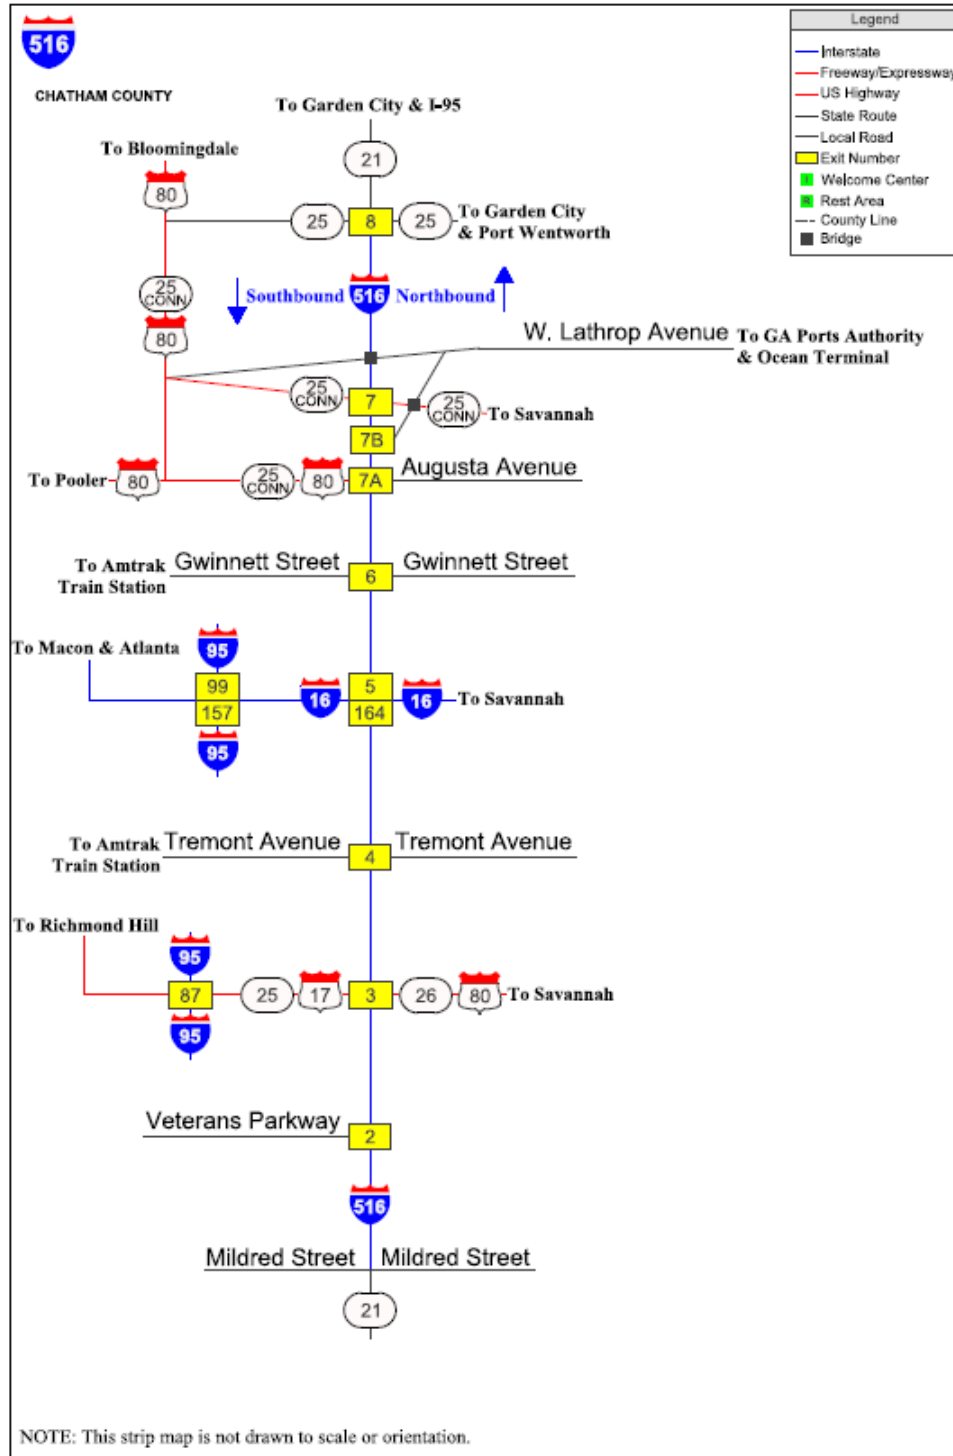 516
CHATHAM COUNTY
Legend
Interstate
Freeway/Expressway
US Highway
State Route
Local Road
Exit Number
I Welcome Center
R Rest Area
County Line
Bridge
To Garden City & I-95
21
To Bloomingdale
80
25
8
25
To Garden City
& Port Wentworth
25
CONN
Southbound
516
Northbound
80
W. Lathrop Avenue
To GA Ports Authority
& Ocean Terminal
25
CONN
7
25
CONN
To Savannah
7B
To Pooler
80
25
CONN
80
7A
Augusta Avenue
To Amtrak
Train Station
Gwinnett Street
6
Gwinnett Street
To Macon & Atlanta
95
99
157
95
16
5
164
16
To Savannah
To Amtrak
Train Station
Tremont Avenue
4
Tremont Avenue
To Richmond Hill
95
87
95
25
17
3
26
80
To Savannah
Veterans Parkway
2
516
Mildred Street
Mildred Street
21
NOTE: This strip map is not drawn to scale or orientation.